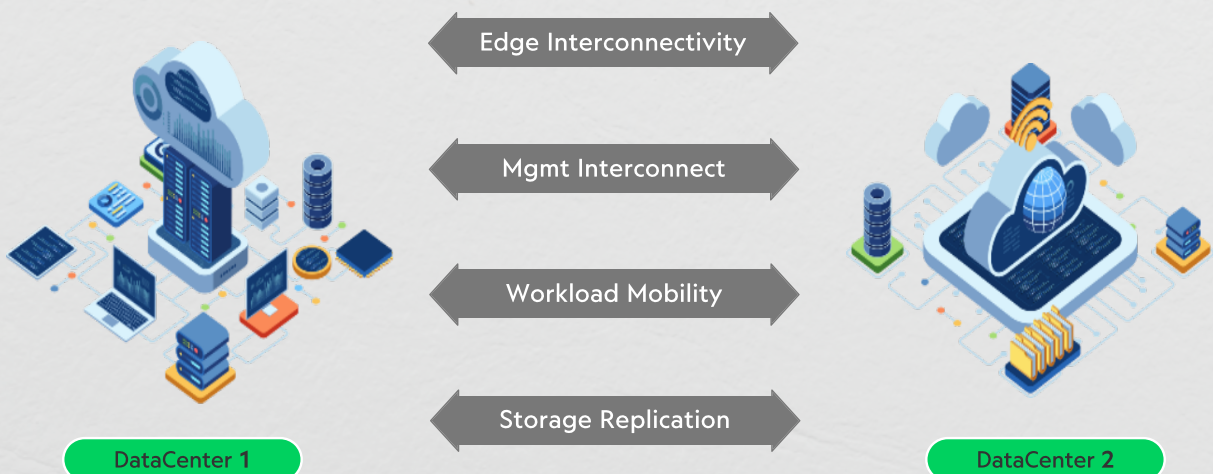 Edge Interconnectivity
Mgmt Interconnect
Workload Mobility
Storage Replication
DataCenter 1
DataCenter 2